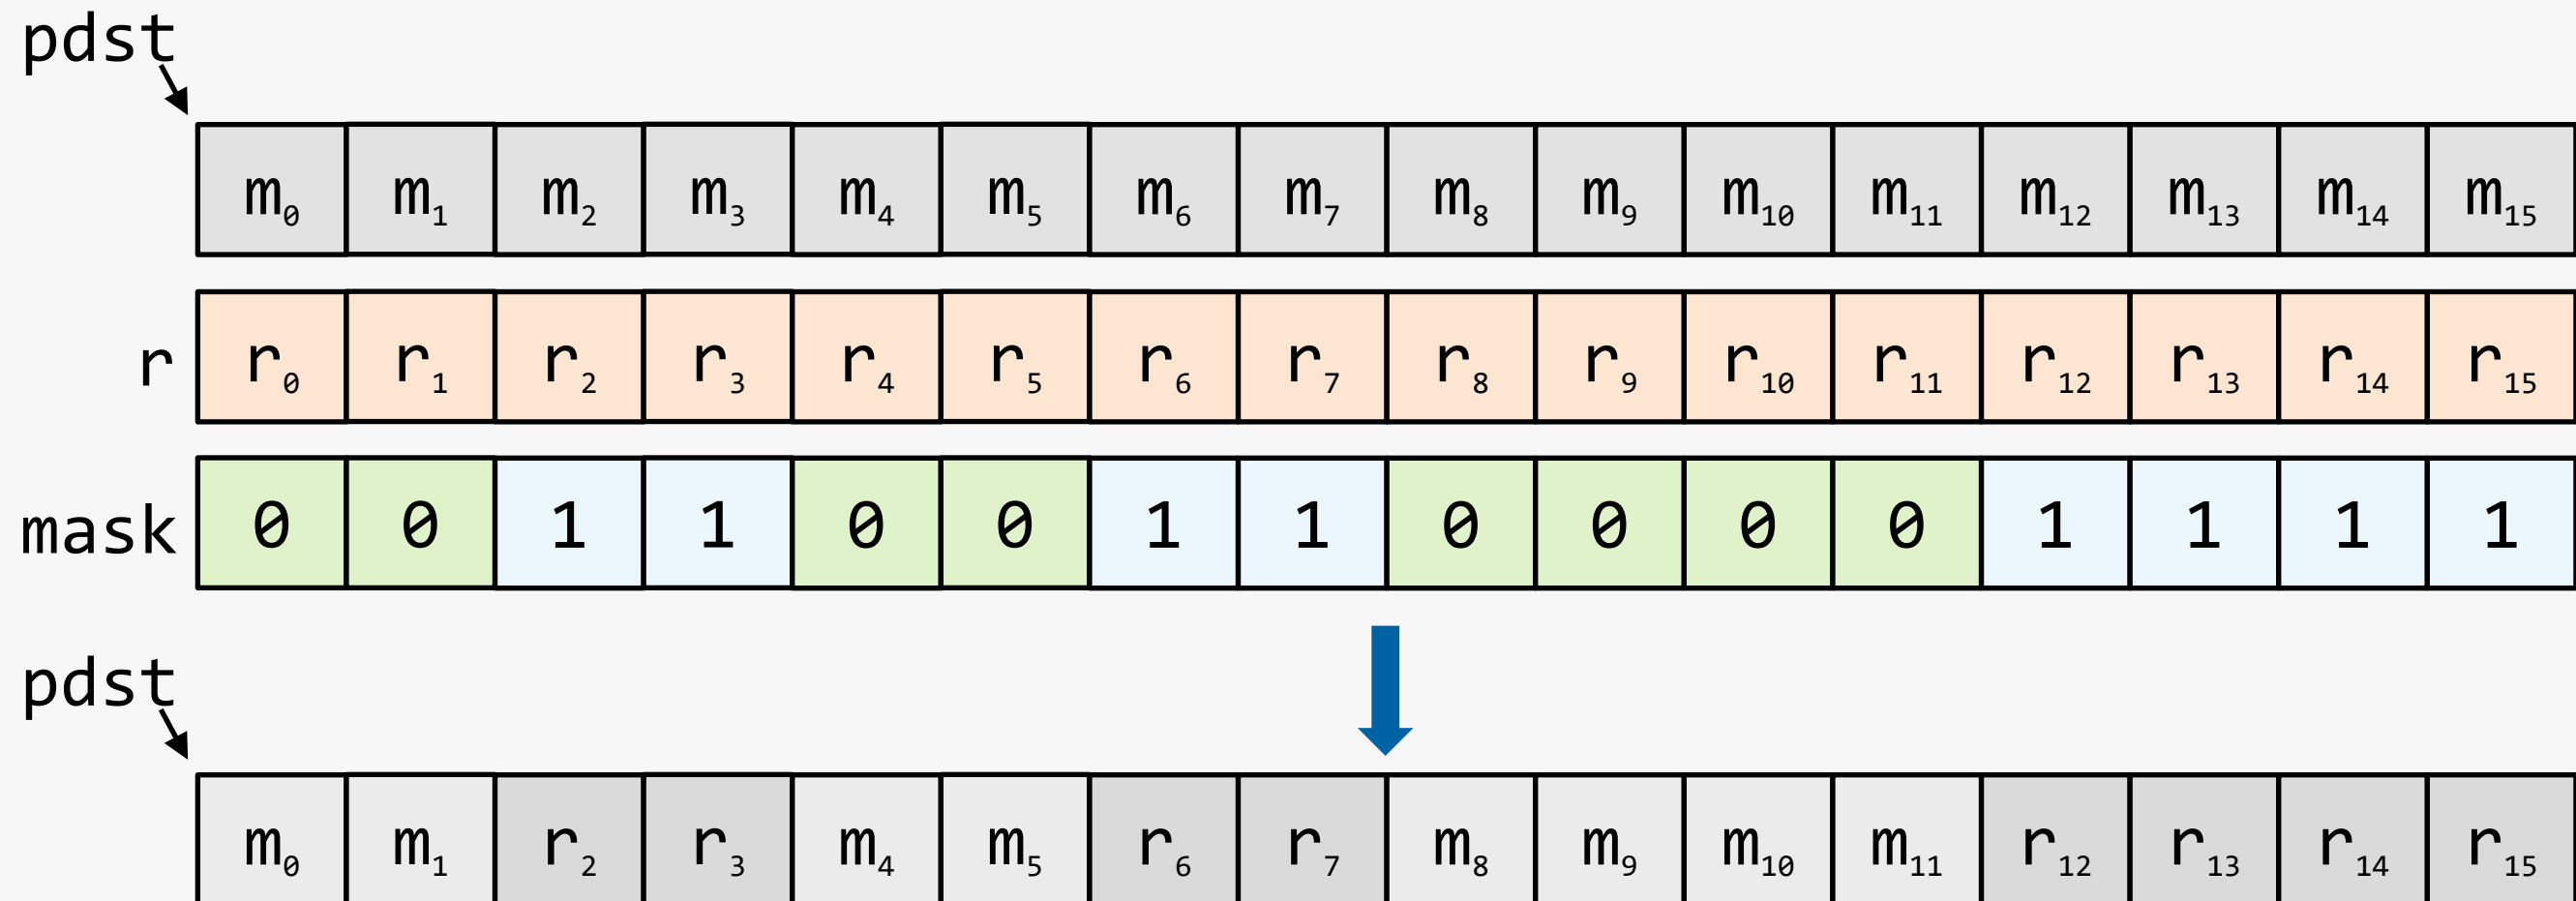 pdst
m₀ m₁ m₂ m₃ m₄ m₅ m₆ m₇ m₈ m₉ m₁₀ m₁₁ m₁₂ m₁₃ m₁₄ m₁₅
r r₀ r₁ r₂ r₃ r₄ r₅ r₆ r₇ r₈ r₉ r₁₀ r₁₁ r₁₂ r₁₃ r₁₄ r₁₅
mask 0 0 1 1 0 0 1 1 0 0 0 0 1 1 1 1
pdst
m₀ m₁ r₂ r₃ m₄ m₅ r₆ r₇ m₈ m₉ m₁₀ m₁₁ r₁₂ r₁₃ r₁₄ r₁₅